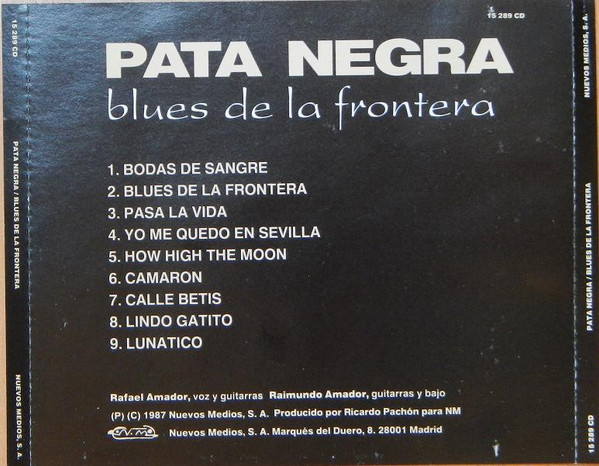 15 289 CD
PATA NEGRA
blues de la frontera
1. BODAS DE SANGRE
2. BLUES DE LA FRONTERA
3. PASA LA VIDA
4. YO ME QUEDO EN SEVILLA
5. HOW HIGH THE MOON
6. CAMARON
7. CALLE BETIS
8. LINDO GATITO
9. LUNATICO
Rafael Amador, voz y guitarras Raimundo Amador, guitarras y bajo
(P) (C) 1987 Nuevos Medios, S. A. Producido por Ricardo Pachón para NM
N.M. Nuevos Medios, S. A. Marqués del Duero, 8. 28001 Madrid
15 289 CD
PATA NEGRA / BLUES DE LA FRONTERA
NUEVOS MEDIOS, S. A.
NUEVOS MEDIOS, S. A.
PATA NEGRA / BLUES DE LA FRONTERA
15 289 CD